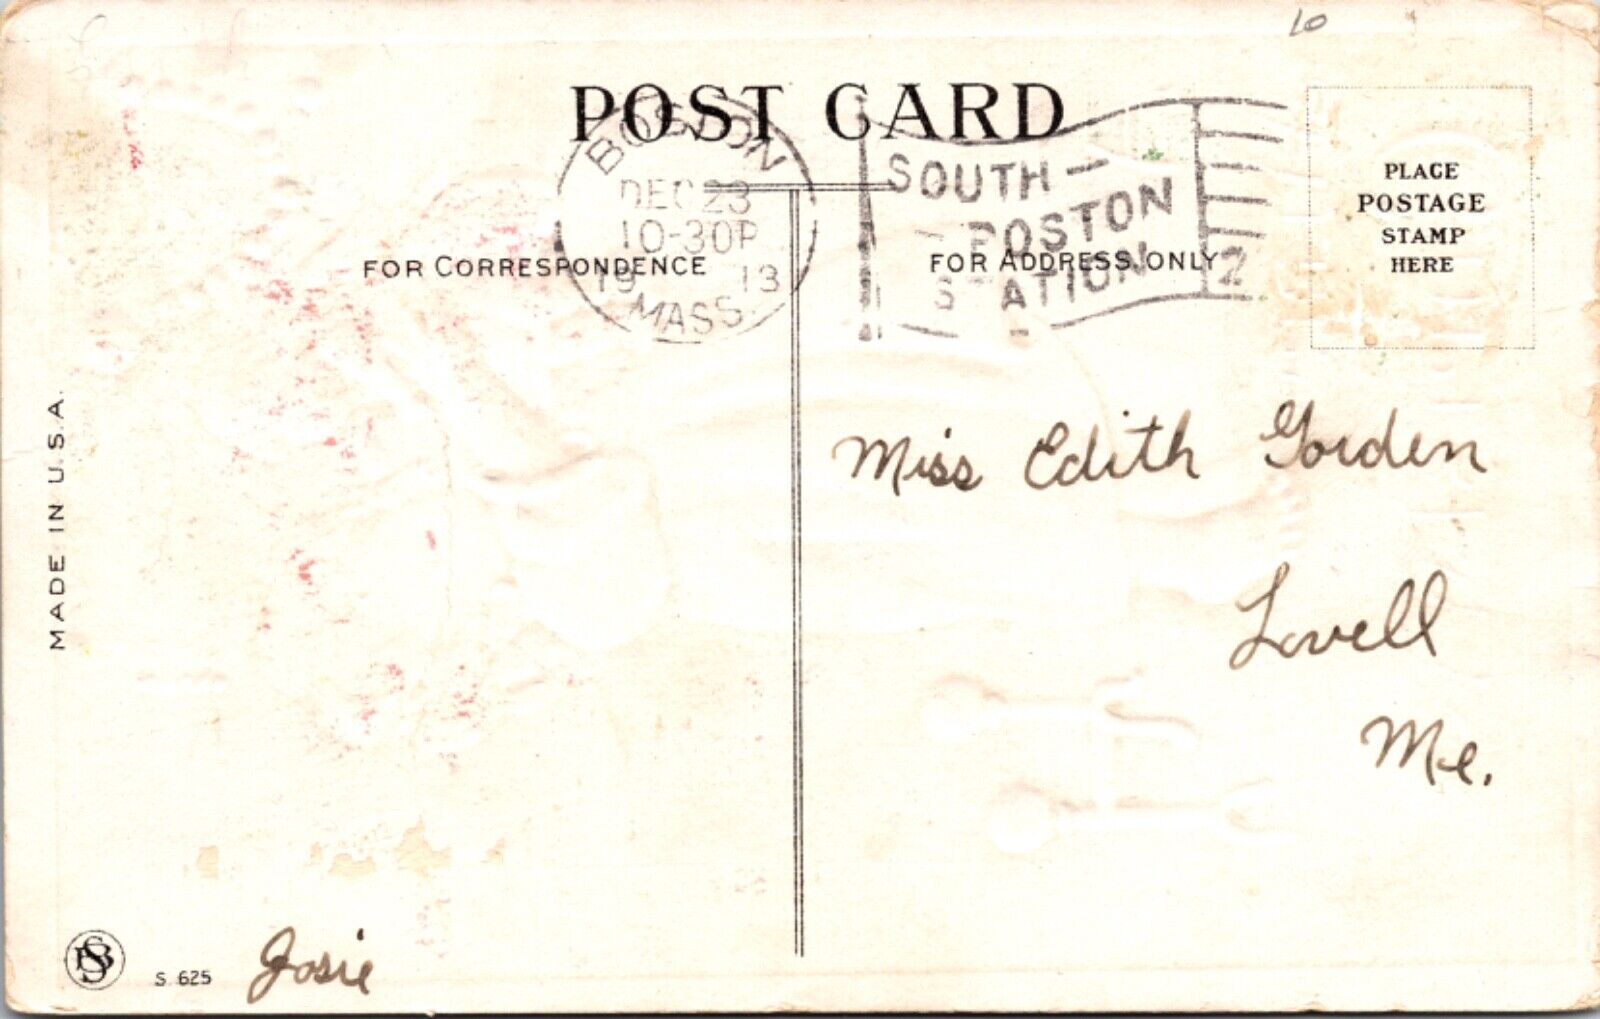 10
POST CARD
BOSTON
DEC 23
10-30P
19 13
MASS.
SOUTH
BOSTON
STATION
2
PLACE
POSTAGE
STAMP
HERE
FOR CORRESPONDENCE
FOR ADDRESS ONLY
Miss Edith Gorden
Lovell
Me.
MADE IN U.S.A.
S. 625
Josie